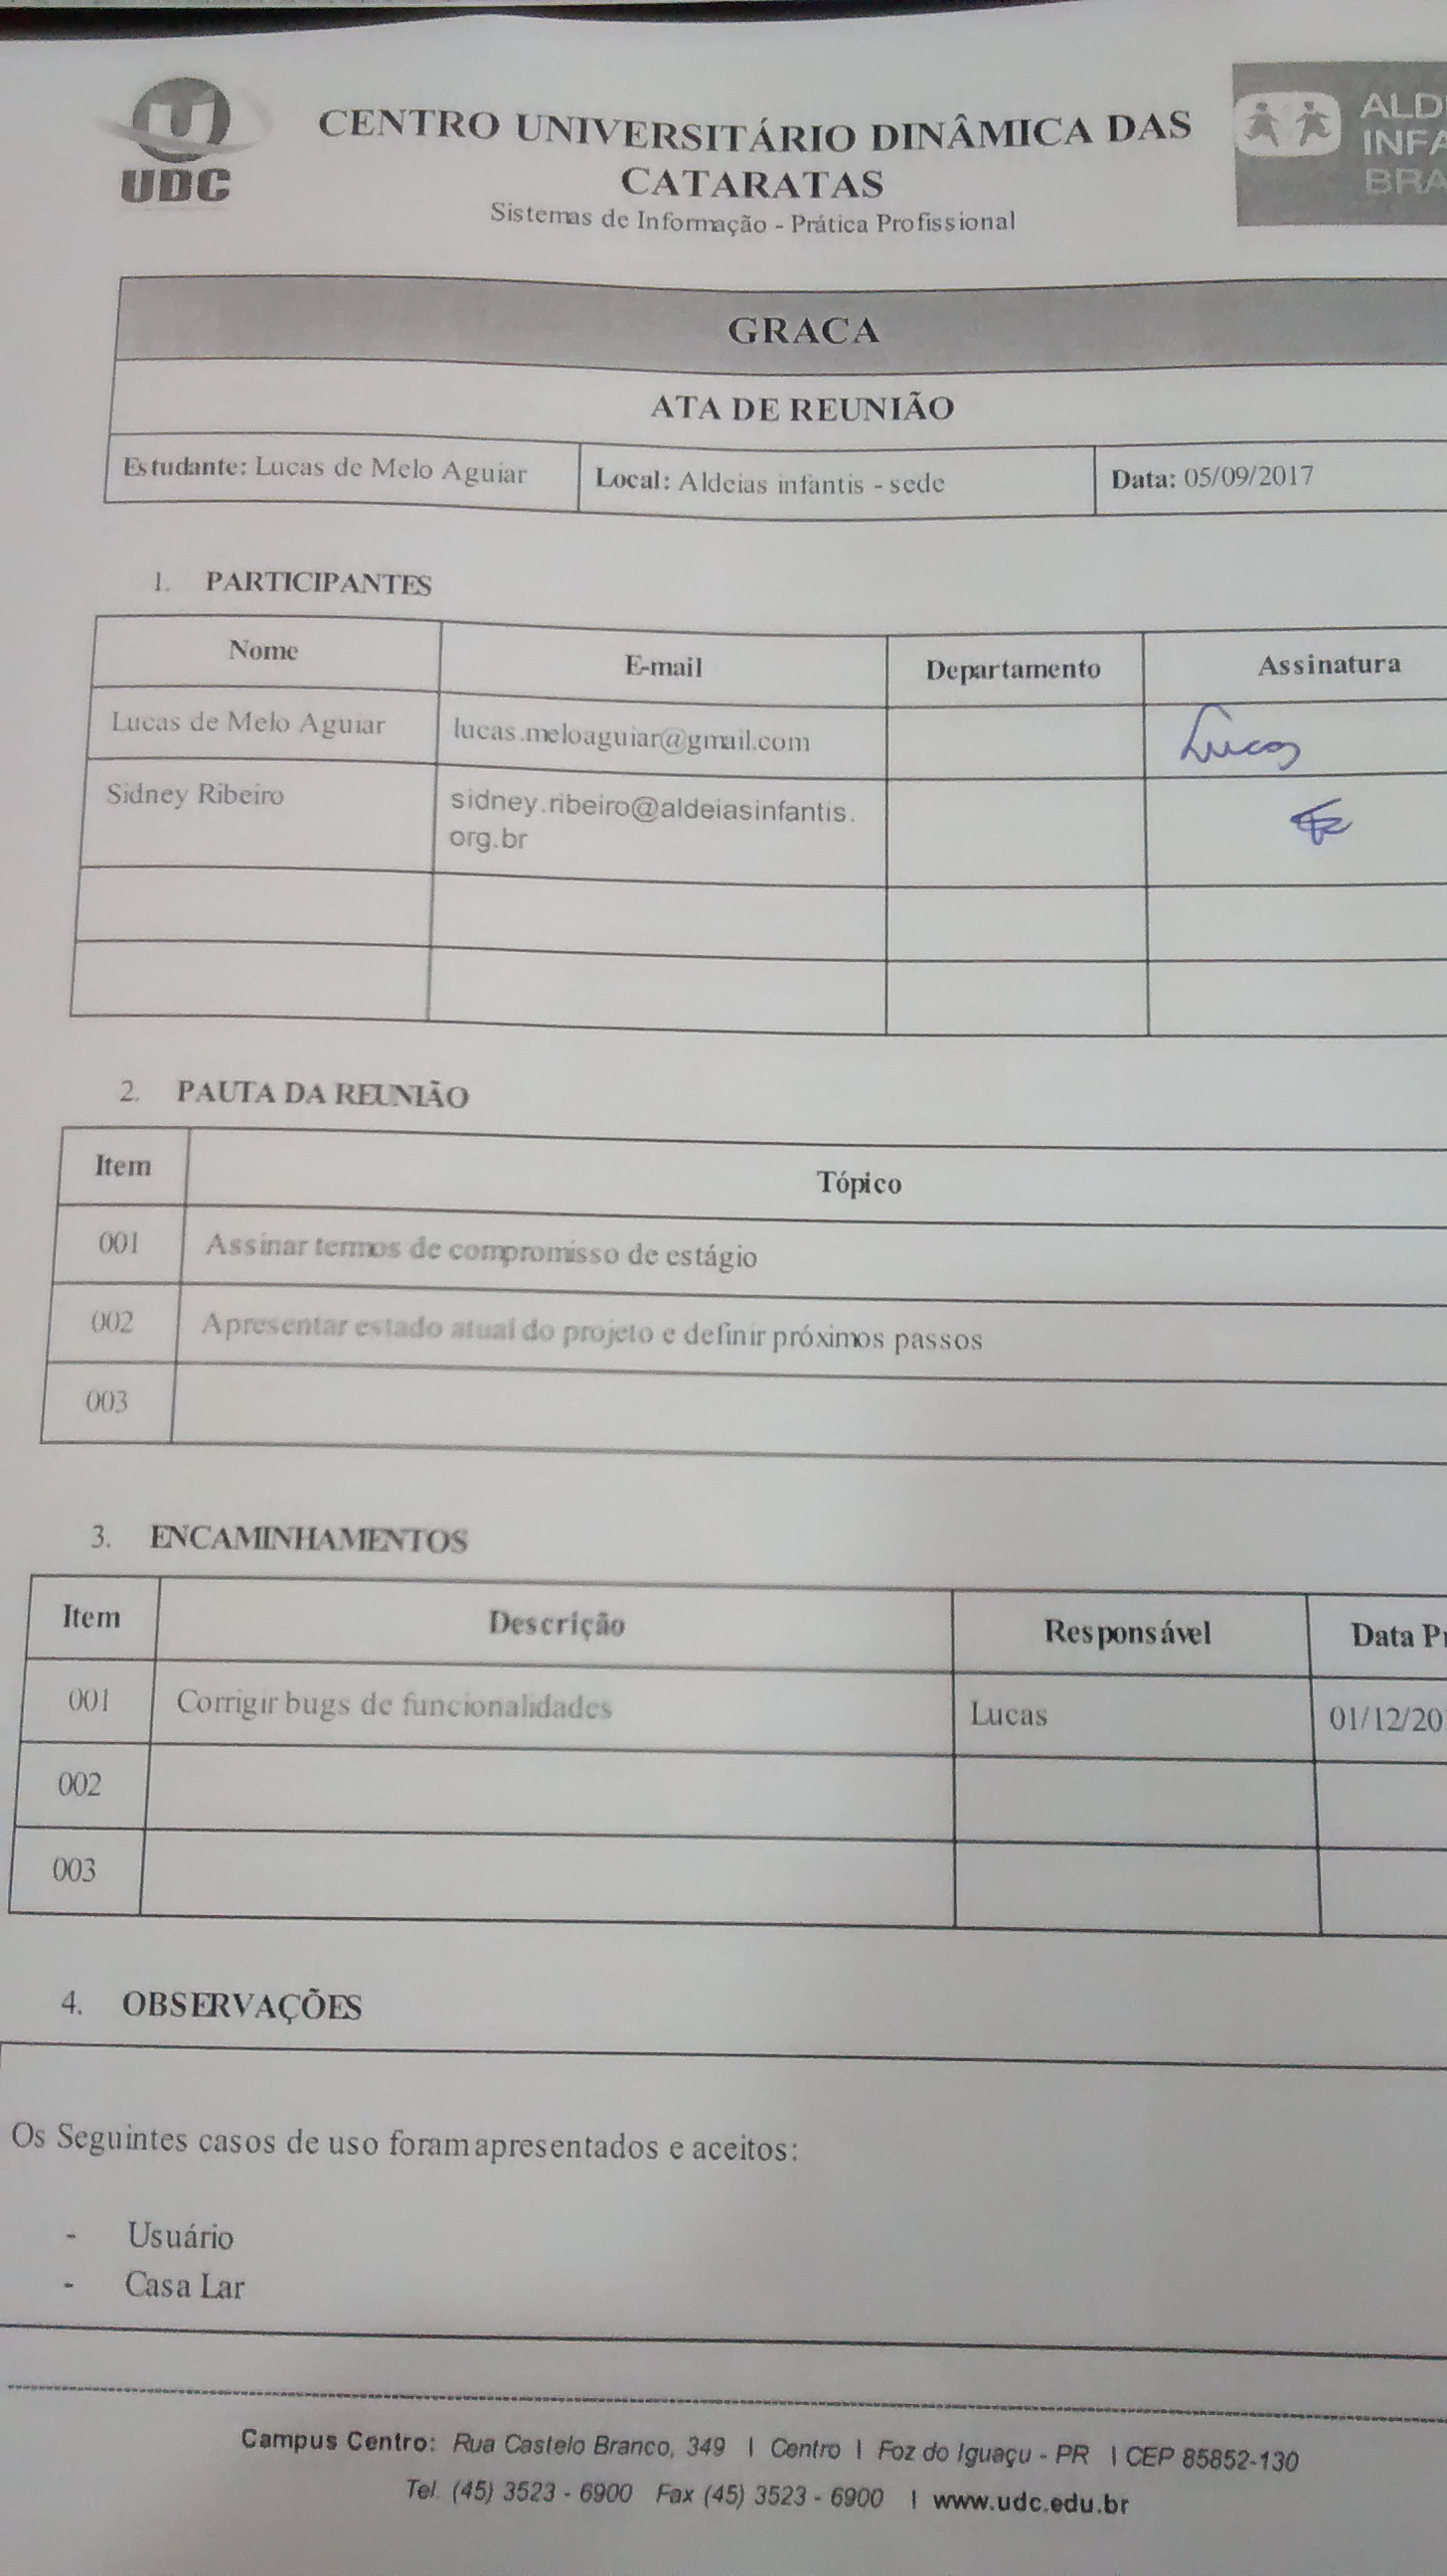 UDC
CENTRO UNIVERSITÁRIO DINÂMICA DAS
CATARATAS
Sistemas de Informação - Prática Profissional
ALD
INFA
BRA
GRACA
ATA DE REUNIÃO
Estudante: Lucas de Melo Aguiar Local: Aldeias infantis - sede Data: 05/09/2017
1. PARTICIPANTES
Nome E-mail Departamento Assinatura
Lucas de Melo Aguiar lucas.meloaguiar@gmail.com Lucas
Sidney Ribeiro sidney.ribeiro@aldeiasinfantis.
org.br
2. PAUTA DA REUNIÃO
Item Tópico
001 Assinar termos de compromisso de estágio
002 Apresentar estado atual do projeto e definir próximos passos
003
3. ENCAMINHAMENTOS
Item Descrição Responsável Data Pr
001 Corrigir bugs de funcionalidades Lucas 01/12/20
002
003
4. OBSERVAÇÕES
Os Seguintes casos de uso foram apresentados e aceitos:
- Usuário
- Casa Lar
Campus Centro: Rua Castelo Branco, 349 | Centro | Foz do Iguaçu - PR | CEP 85852-130
Tel. (45) 3523 - 6900 Fax (45) 3523 - 6900 | www.udc.edu.br